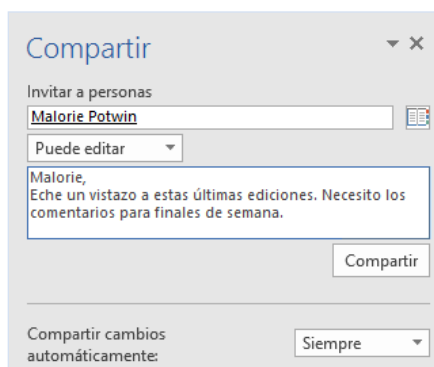 Compartir
Invitar a personas
Malorie Potwin
Puede editar
Malorie,
Eche un vistazo a estas últimas ediciones. Necesito los
comentarios para finales de semana.
Compartir
Compartir cambios
automáticamente:
Siempre